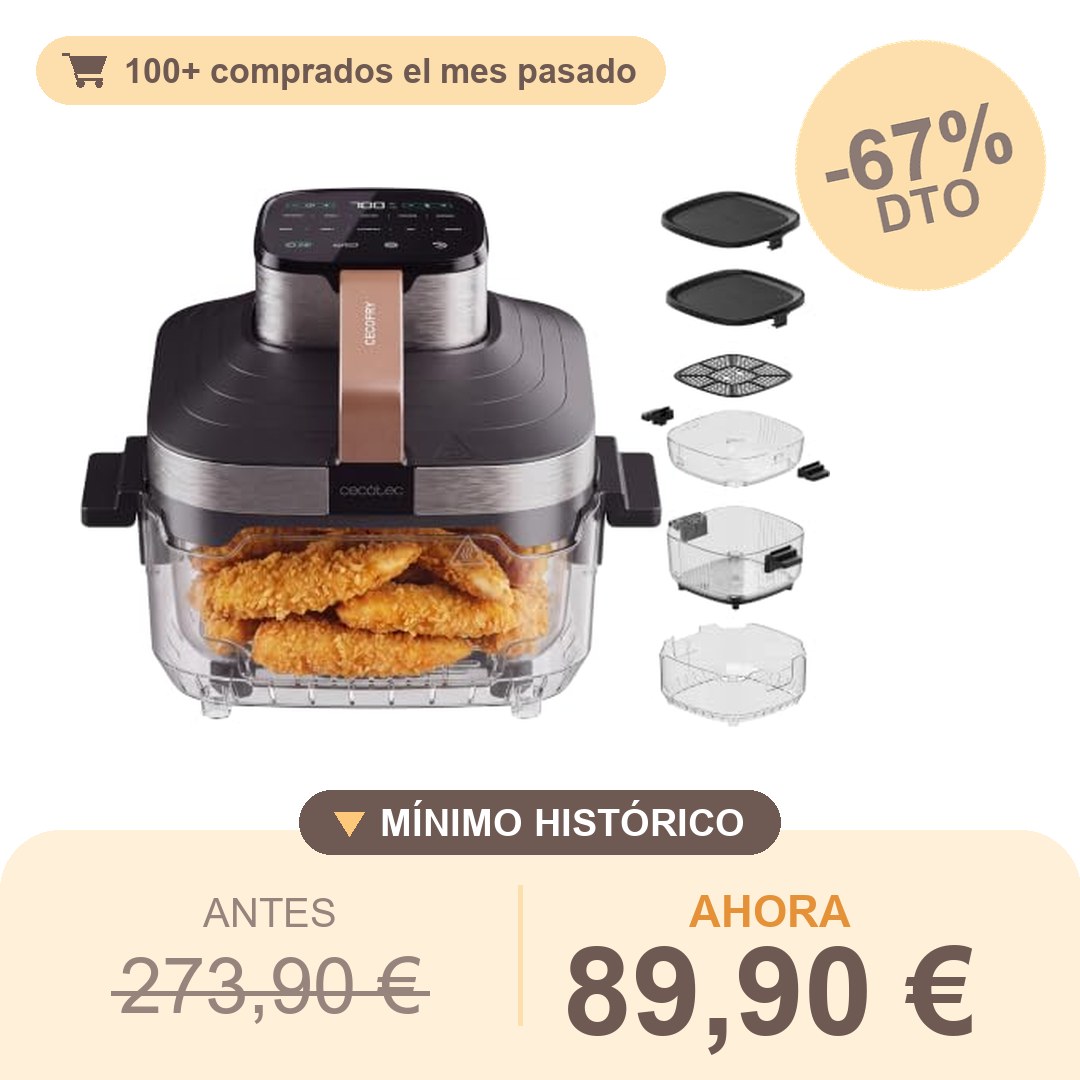 100+ comprados el mes pasado
-67%
DTO
CECOFRY
cecotec
MÍNIMO HISTÓRICO
ANTES
273,90 €
AHORA
89,90 €